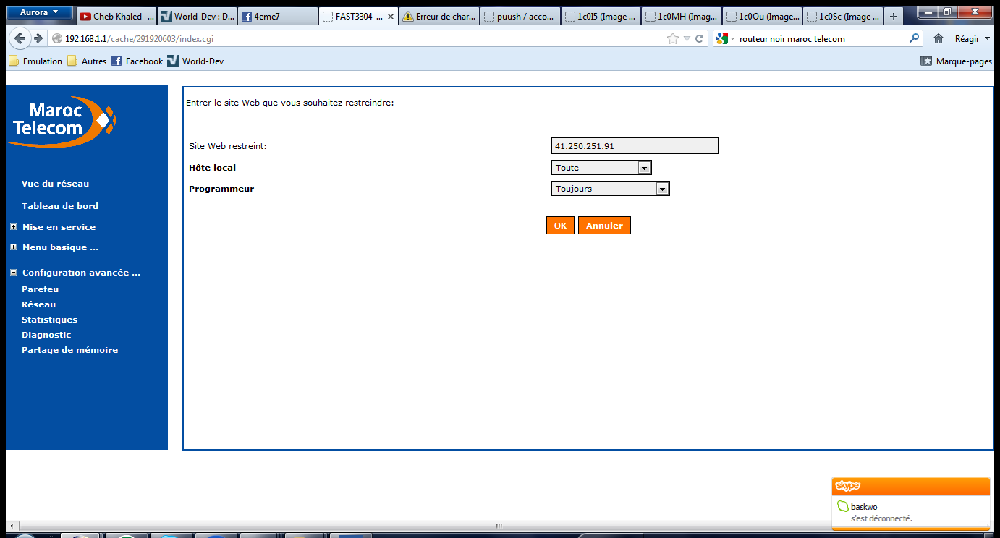 Aurora
Cheb Khaled -...
World-Dev : D...
4eme7
FAST3304-...
Erreur de char...
puush / acco...
1c0I5 (Image ...
1c0MH (Imag...
1c0Ou (Image...
1c0Sc (Image ...
192.168.1.1/cache/291920603/index.cgi
routeur noir maroc telecom
Réagir
Emulation
Autres
Facebook
World-Dev
Marque-pages
Maroc
Telecom
Entrer le site Web que vous souhaitez restreindre:
Site Web restreint:
41.250.251.91
Hôte local
Toute
Programmeur
Toujours
OK
Annuler
Vue du réseau
Tableau de bord
Mise en service
Menu basique ...
Configuration avancée ...
Parefeu
Réseau
Statistiques
Diagnostic
Partage de mémoire
skype
baskwo
s'est déconnecté.